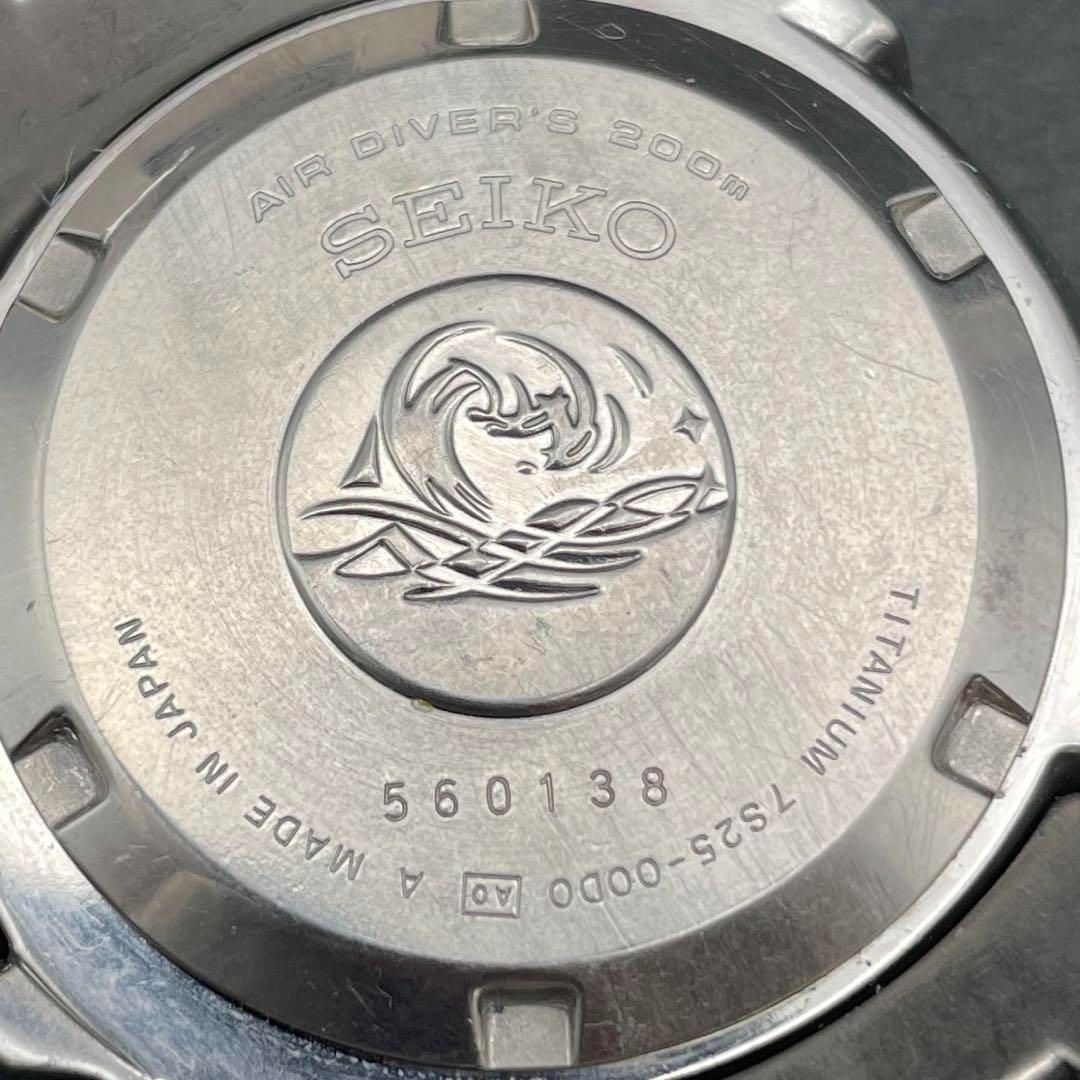 AIR DIVER'S 200m
SEIKO
560138
TITANIUM 7S25-00D0 A0 A MADE IN JAPAN